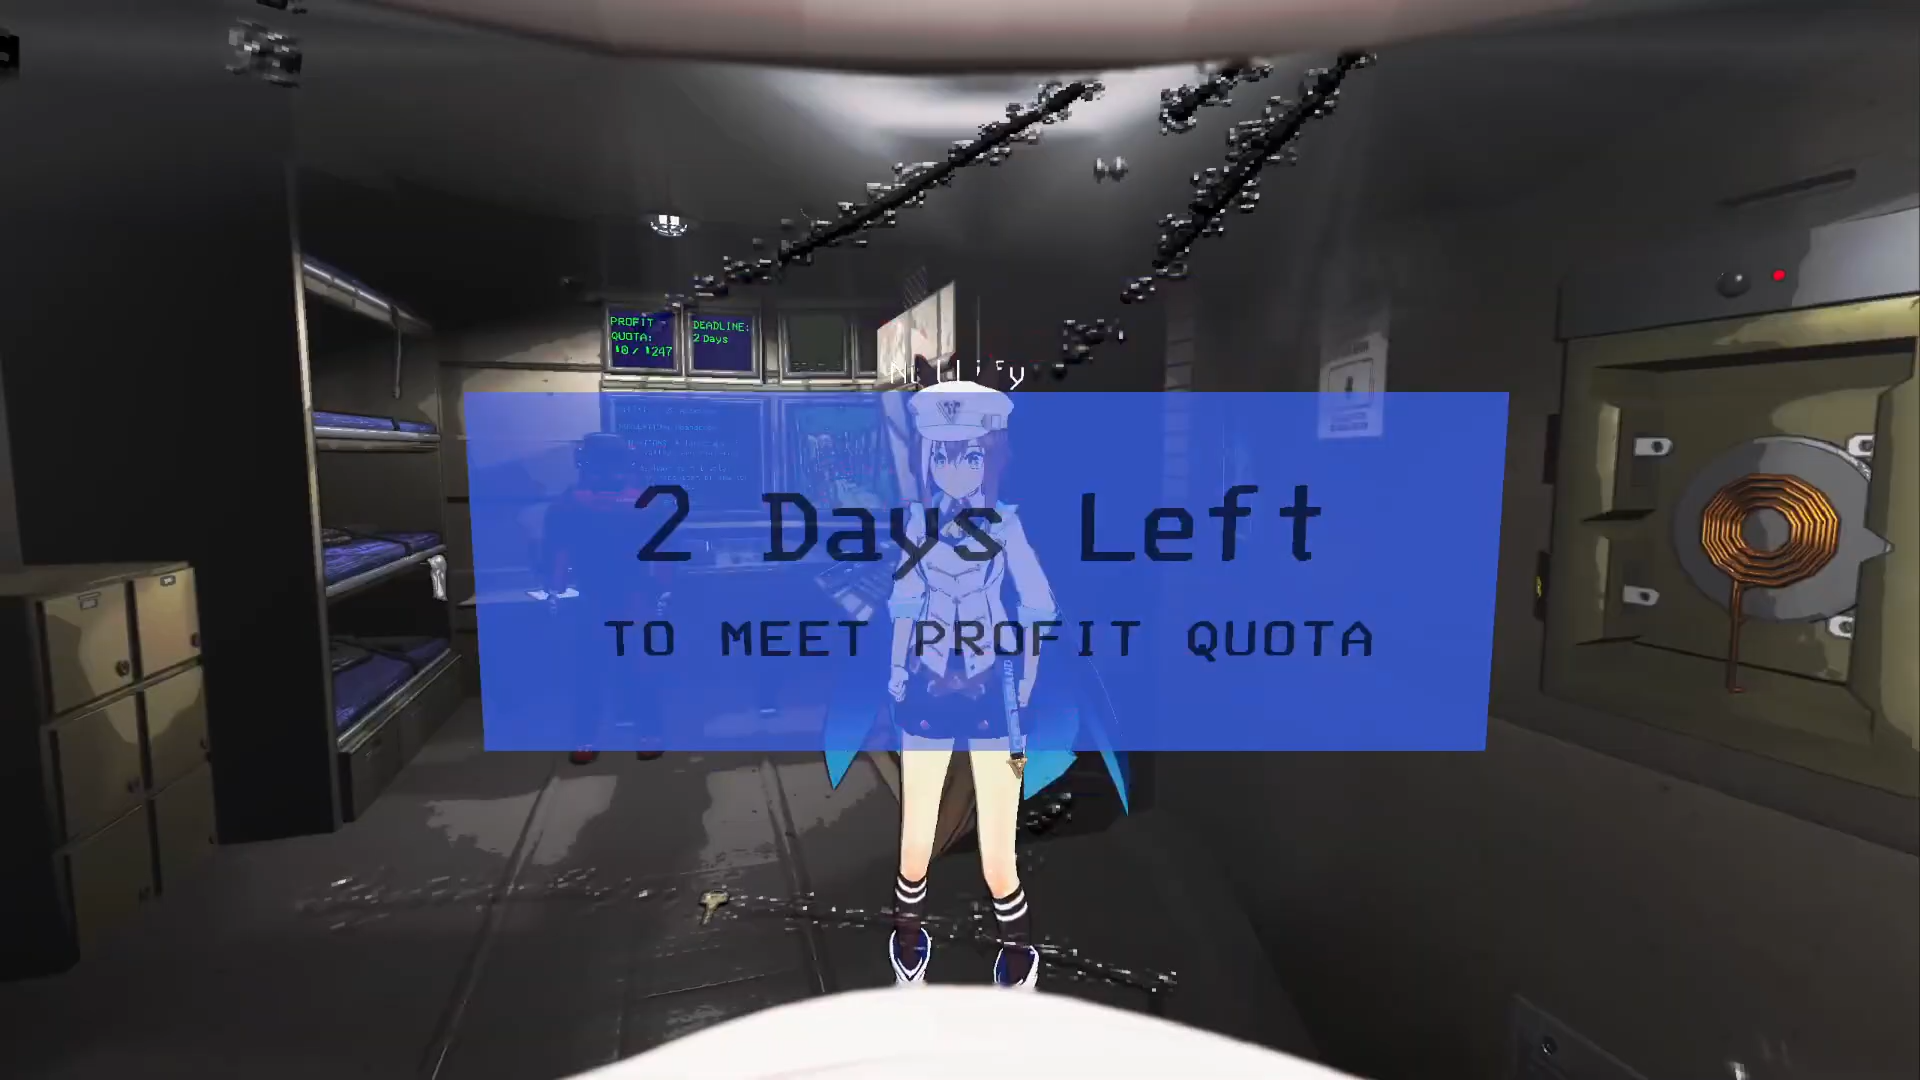 PROFIT
QUOTA:
$0 / $247
DEADLINE:
2 Days
2 Days Left
TO MEET PROFIT QUOTA